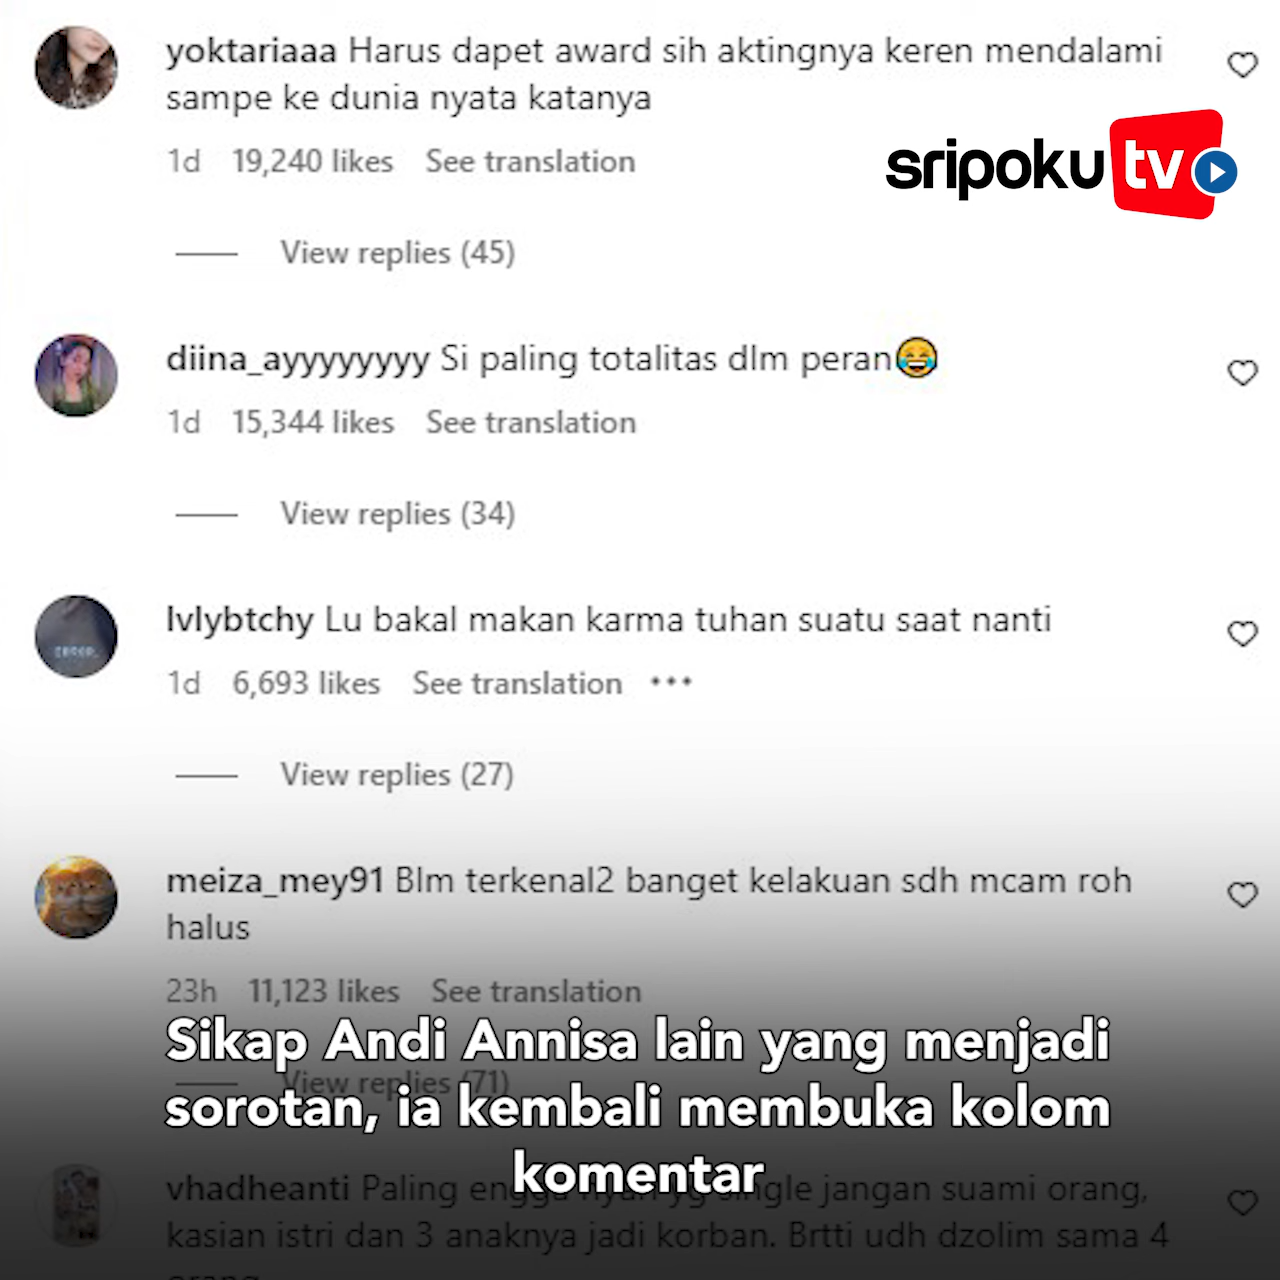 yoktariaaa Harus dapet award sih aktingnya keren mendalami
sampe ke dunia nyata katanya
1d 19,240 likes See translation
sripoku tv
View replies (45)
diina_ayyyyyyyy Si paling totalitas dlm peran😂
1d 15,344 likes See translation
View replies (34)
lvlybtchy Lu bakal makan karma tuhan suatu saat nanti
1d 6,693 likes See translation •••
View replies (27)
meiza_mey91 Blm terkenal2 banget kelakuan sdh mcam roh
halus
23h 11,123 likes See translation
Sikap Andi Annisa lain yang menjadi
View replies (71)
sorotan, ia kembali membuka kolom
komentar
vhadheanti Paling single jangan suami orang,
kasian istri dan 3 anaknya jadi korban. Brtti udh dzolim sama 4